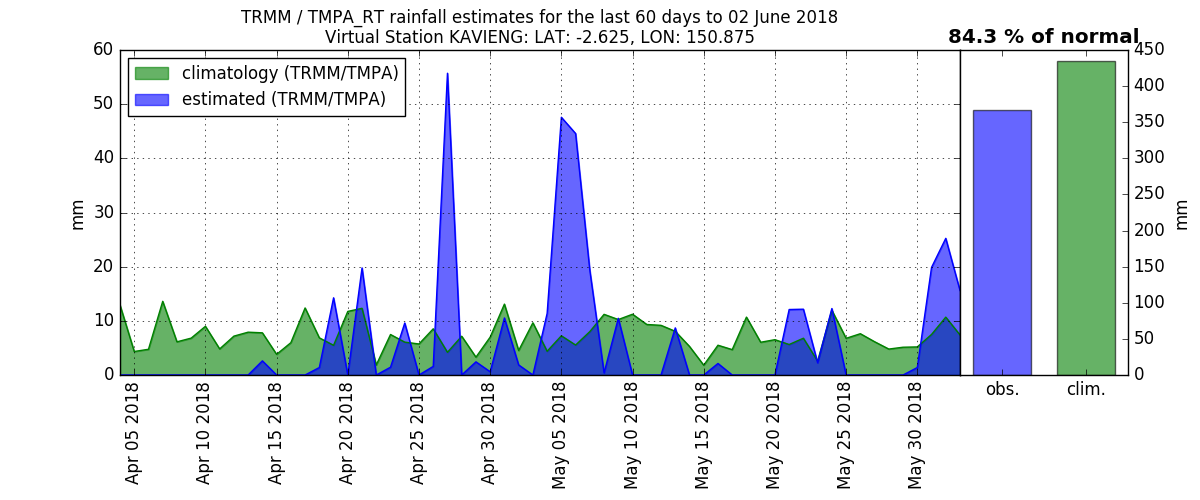 TRMM / TMPA_RT rainfall estimates for the last 60 days to 02 June 2018
Virtual Station KAVIENG: LAT: -2.625, LON: 150.875
84.3 % of normal
climatology (TRMM/TMPA)
estimated (TRMM/TMPA)
60
50
40
30
20
10
0
mm
Apr 05 2018
Apr 10 2018
Apr 15 2018
Apr 20 2018
Apr 25 2018
Apr 30 2018
May 05 2018
May 10 2018
May 15 2018
May 20 2018
May 25 2018
May 30 2018
450
400
350
300
250
200
150
100
50
0
mm
obs.
clim.